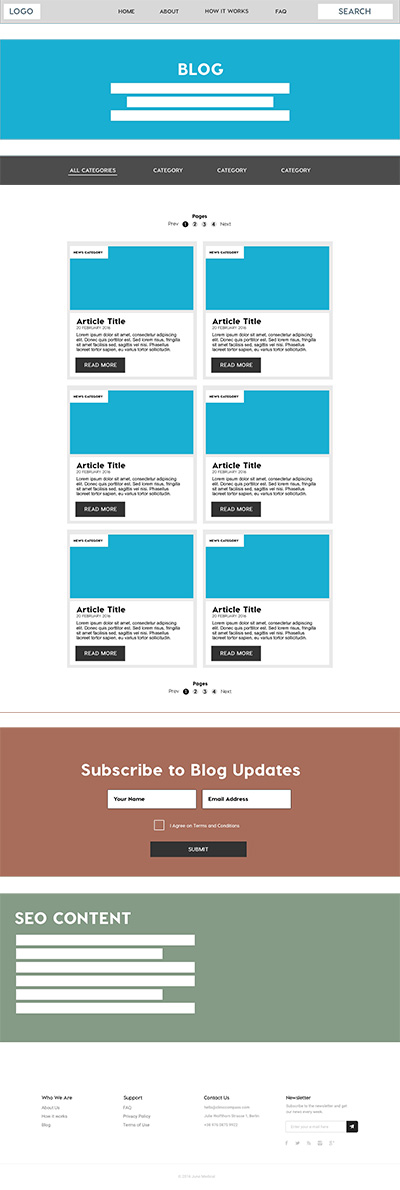 LOGO HOME ABOUT HOW IT WORKS FAQ SEARCH
BLOG
ALL CATEGORIES CATEGORY CATEGORY CATEGORY
Pages
Prev 1 2 3 4 Next
NEWS CATEGORY
Article Title
20 FEBRUARY 2016
Lorem ipsum dolor sit amet, consectetur adipiscing
elit. Donec quis porttitor est. Sed lorem risus, fringilla
sit amet facilisis sed, sagittis vel nisi. Phasellus
laoreet tortor sapien, eu varius tortor sollicitudin.
READ MORE
NEWS CATEGORY
Article Title
20 FEBRUARY 2016
Lorem ipsum dolor sit amet, consectetur adipiscing
elit. Donec quis porttitor est. Sed lorem risus, fringilla
sit amet facilisis sed, sagittis vel nisi. Phasellus
laoreet tortor sapien, eu varius tortor sollicitudin.
READ MORE
NEWS CATEGORY
Article Title
20 FEBRUARY 2016
Lorem ipsum dolor sit amet, consectetur adipiscing
elit. Donec quis porttitor est. Sed lorem risus, fringilla
sit amet facilisis sed, sagittis vel nisi. Phasellus
laoreet tortor sapien, eu varius tortor sollicitudin.
READ MORE
NEWS CATEGORY
Article Title
20 FEBRUARY 2016
Lorem ipsum dolor sit amet, consectetur adipiscing
elit. Donec quis porttitor est. Sed lorem risus, fringilla
sit amet facilisis sed, sagittis vel nisi. Phasellus
laoreet tortor sapien, eu varius tortor sollicitudin.
READ MORE
NEWS CATEGORY
Article Title
20 FEBRUARY 2016
Lorem ipsum dolor sit amet, consectetur adipiscing
elit. Donec quis porttitor est. Sed lorem risus, fringilla
sit amet facilisis sed, sagittis vel nisi. Phasellus
laoreet tortor sapien, eu varius tortor sollicitudin.
READ MORE
NEWS CATEGORY
Article Title
20 FEBRUARY 2016
Lorem ipsum dolor sit amet, consectetur adipiscing
elit. Donec quis porttitor est. Sed lorem risus, fringilla
sit amet facilisis sed, sagittis vel nisi. Phasellus
laoreet tortor sapien, eu varius tortor sollicitudin.
READ MORE
Pages
Prev 1 2 3 4 Next
Subscribe to Blog Updates
Your Name Email Address
I Agree on Terms and Conditions
SUBMIT
SEO CONTENT
Who We Are
About Us
How it works
Blog
Support
FAQ
Privacy Policy
Terms of Use
Contact Us
Berlin
Newsletter
Subscribe to the newsletter and get
our news every week.
Enter your e-mail here